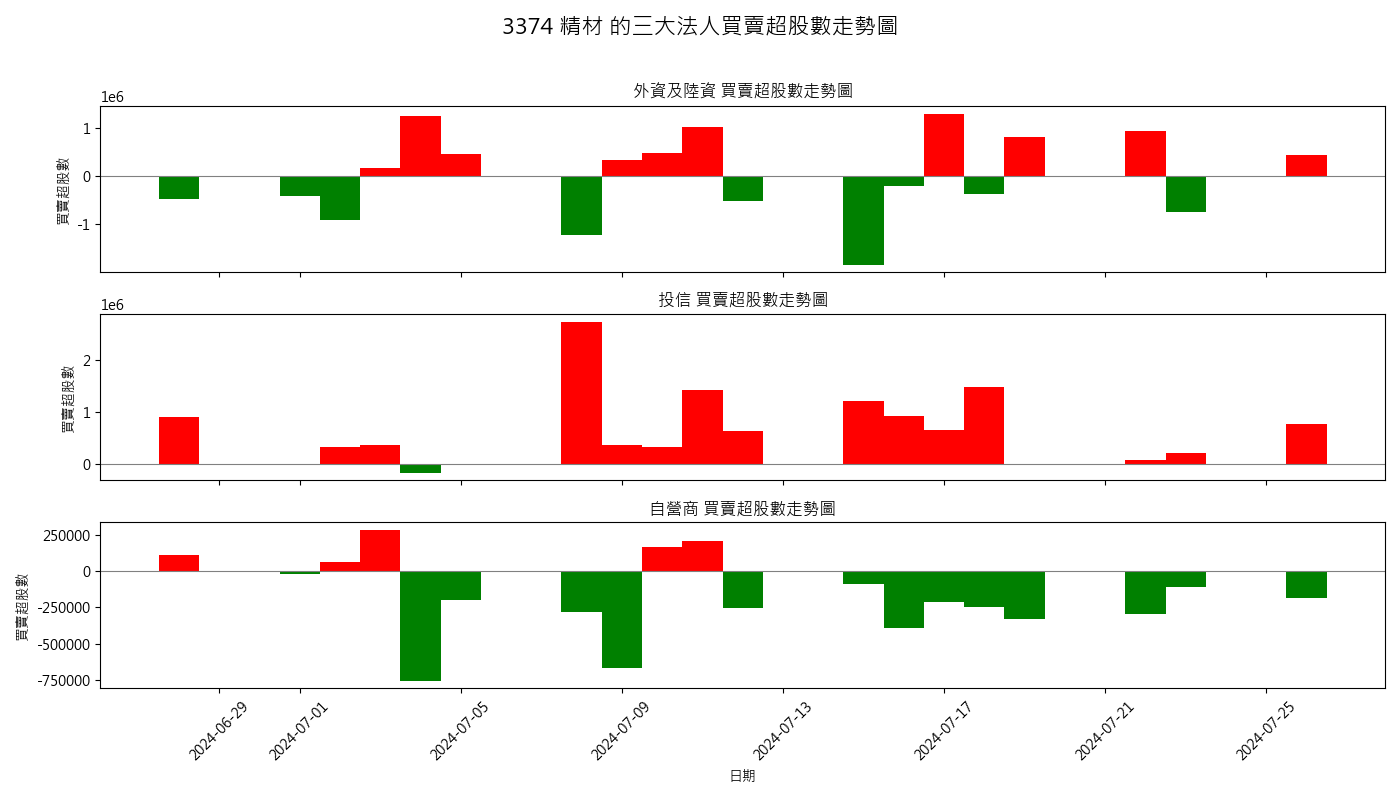 3374 精材 的三大法人買賣超股數走勢圖
外資及陸資 買賣超股數走勢圖
1e6
1
0
-1
買賣超股數
投信 買賣超股數走勢圖
1e6
2
1
0
買賣超股數
自營商 買賣超股數走勢圖
250000
0
-250000
-500000
-750000
買賣超股數
2024-06-29
2024-07-01
2024-07-05
2024-07-09
2024-07-13
2024-07-17
2024-07-21
2024-07-25
日期